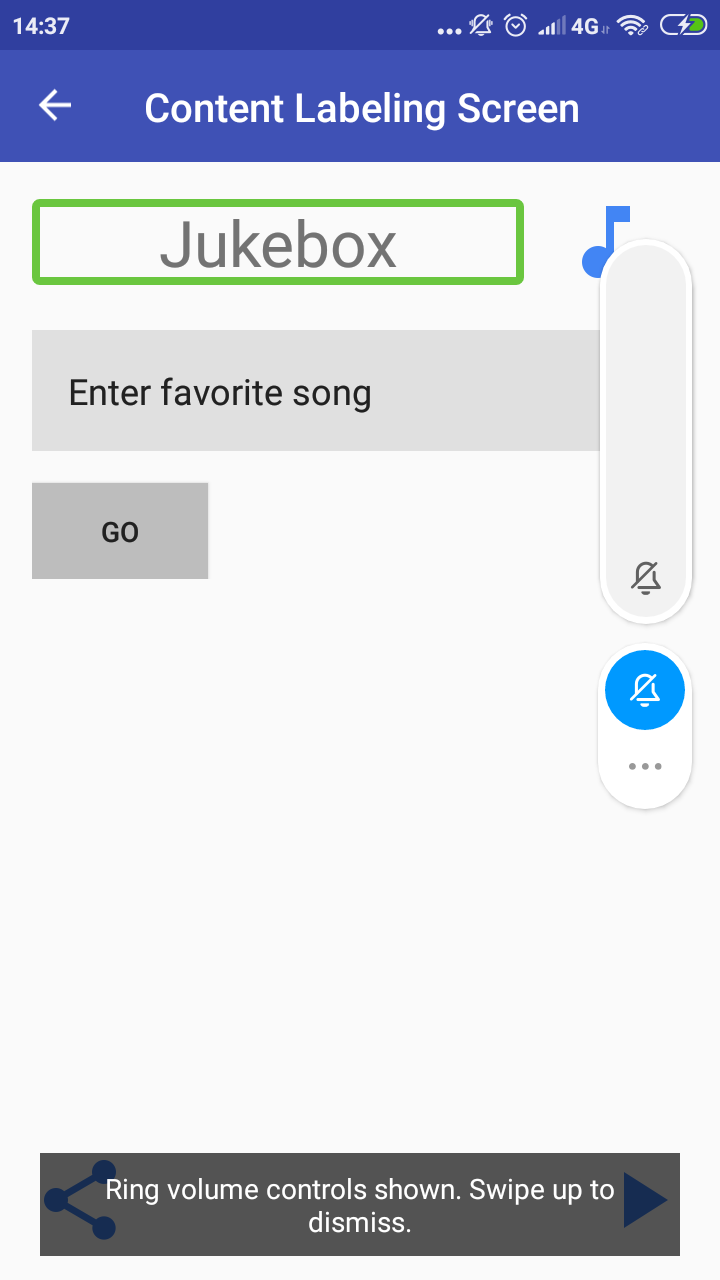 14:37
4G
Content Labeling Screen
Jukebox
Enter favorite song
GO
Ring volume controls shown. Swipe up to
dismiss.